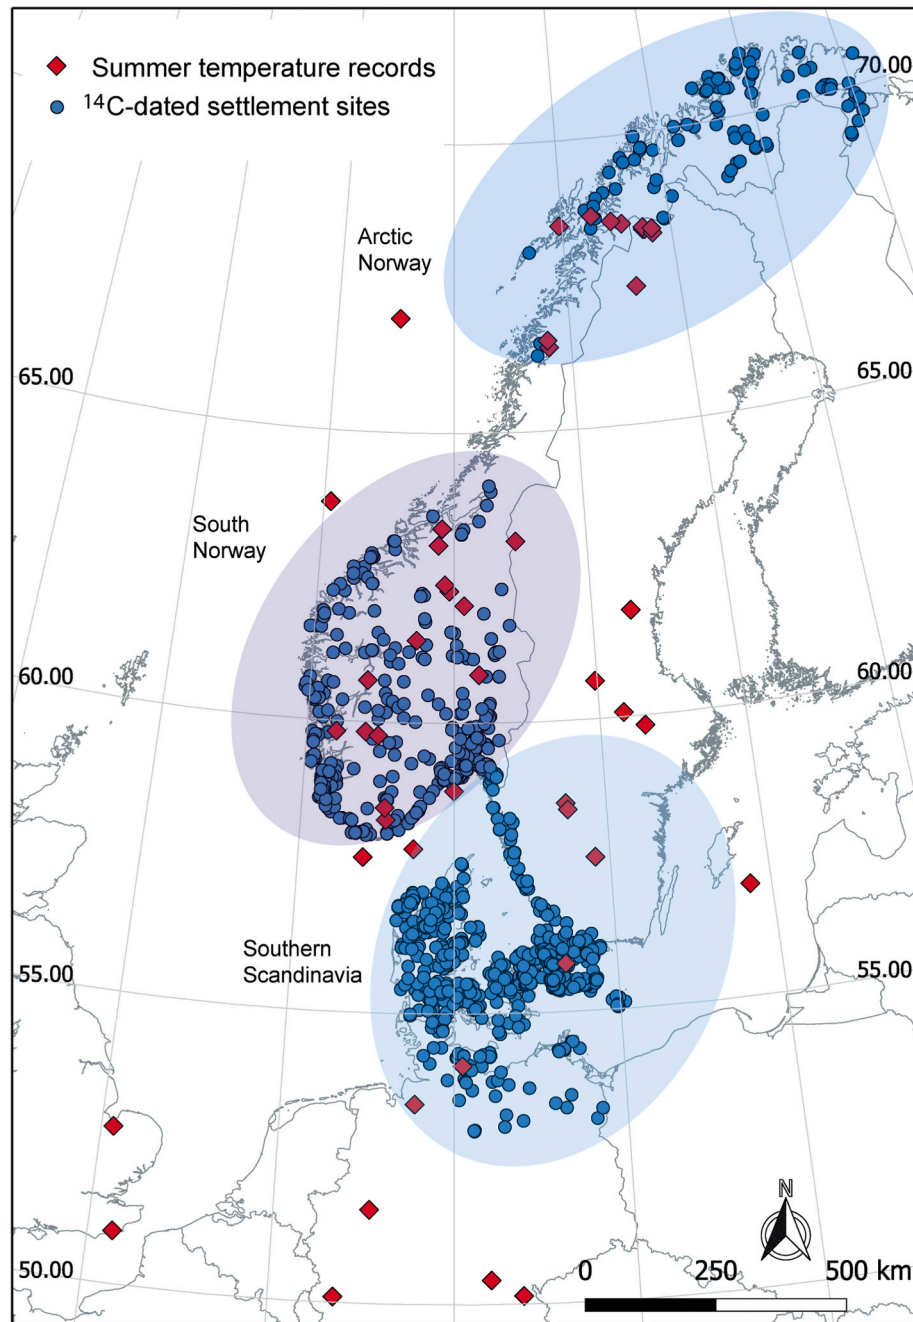 Summer temperature records
¹⁴C-dated settlement sites
70.00
Arctic
Norway
65.00
65.00
South
Norway
60.00
60.00
Southern
Scandinavia
55.00
55.00
N
50.00
0 250 500 km